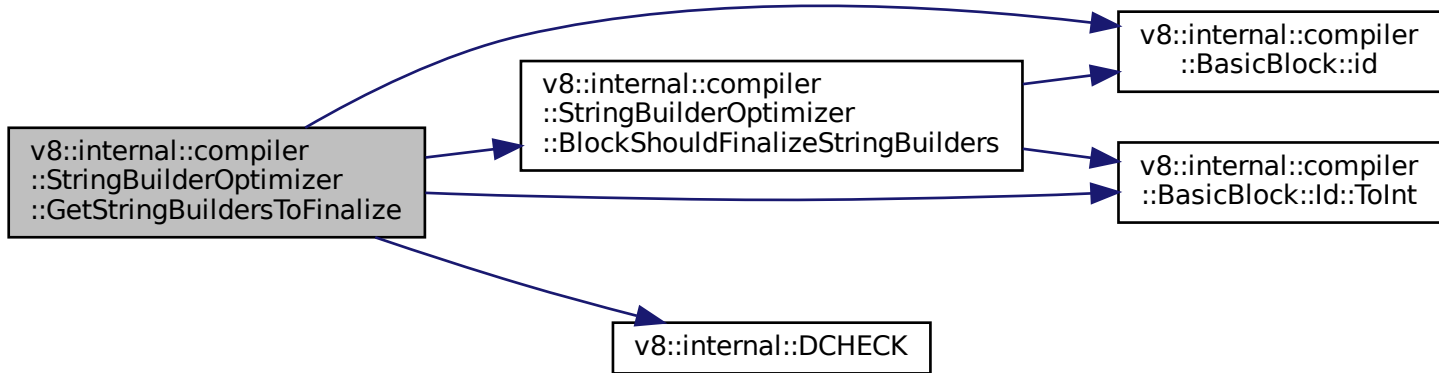 v8::internal::compiler
::StringBuilderOptimizer
::GetStringBuildersToFinalize
v8::internal::compiler
::StringBuilderOptimizer
::BlockShouldFinalizeStringBuilders
v8::internal::compiler
::BasicBlock::id
v8::internal::compiler
::BasicBlock::Id::ToInt
v8::internal::DCHECK